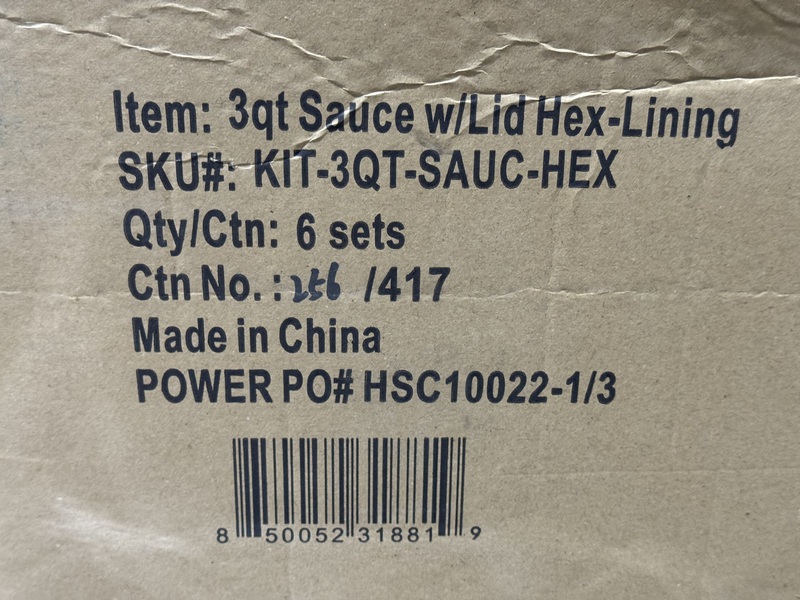 Item: 3qt Sauce w/Lid Hex-Lining
SKU#: KIT-3QT-SAUC-HEX
Qty/Ctn: 6 sets
Ctn No. : 256 /417
Made in China
POWER PO# HSC10022-1/3
8 50052 31881 9